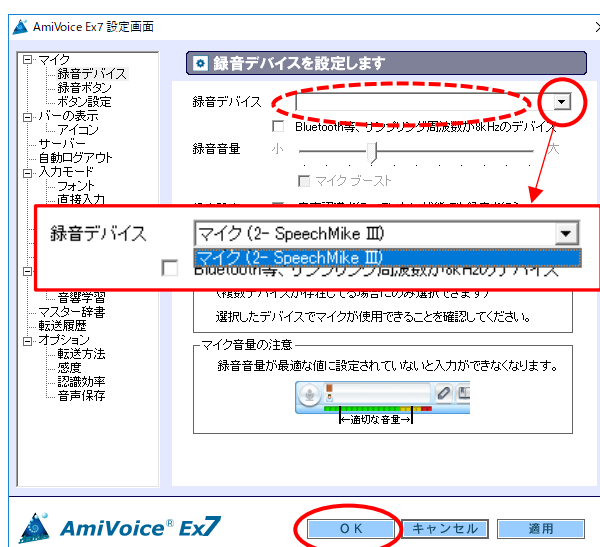 AmiVoice Ex7 設定画面
マイク
録音デバイス
録音ボタン
ボタン設定
バーの表示
アイコン
サーバー
自動ログアウト
入力モード
フォント
直接入力
音響学習
マスター辞書
転送履歴
オプション
転送方法
感度
認識効率
音声保存
録音デバイスを設定します
録音デバイス
Bluetooth等、サンプリング周波数が8kHzのデバイス
録音音量 小 大
マイク ブースト
録音デバイス マイク (2- SpeechMike Ⅲ)
マイク (2- SpeechMike Ⅲ)
Bluetooth等、サンプリング周波数が8kHzのデバイス
(複数デバイスが存在してる場合にのみ選択できます)
選択したデバイスでマイクが使用できることを確認してください。
マイク音量の注意
録音音量が最適な値に設定されていないと入力ができなくなります。
←適切な音量→
AmiVoice® Ex7
OK キャンセル 適用